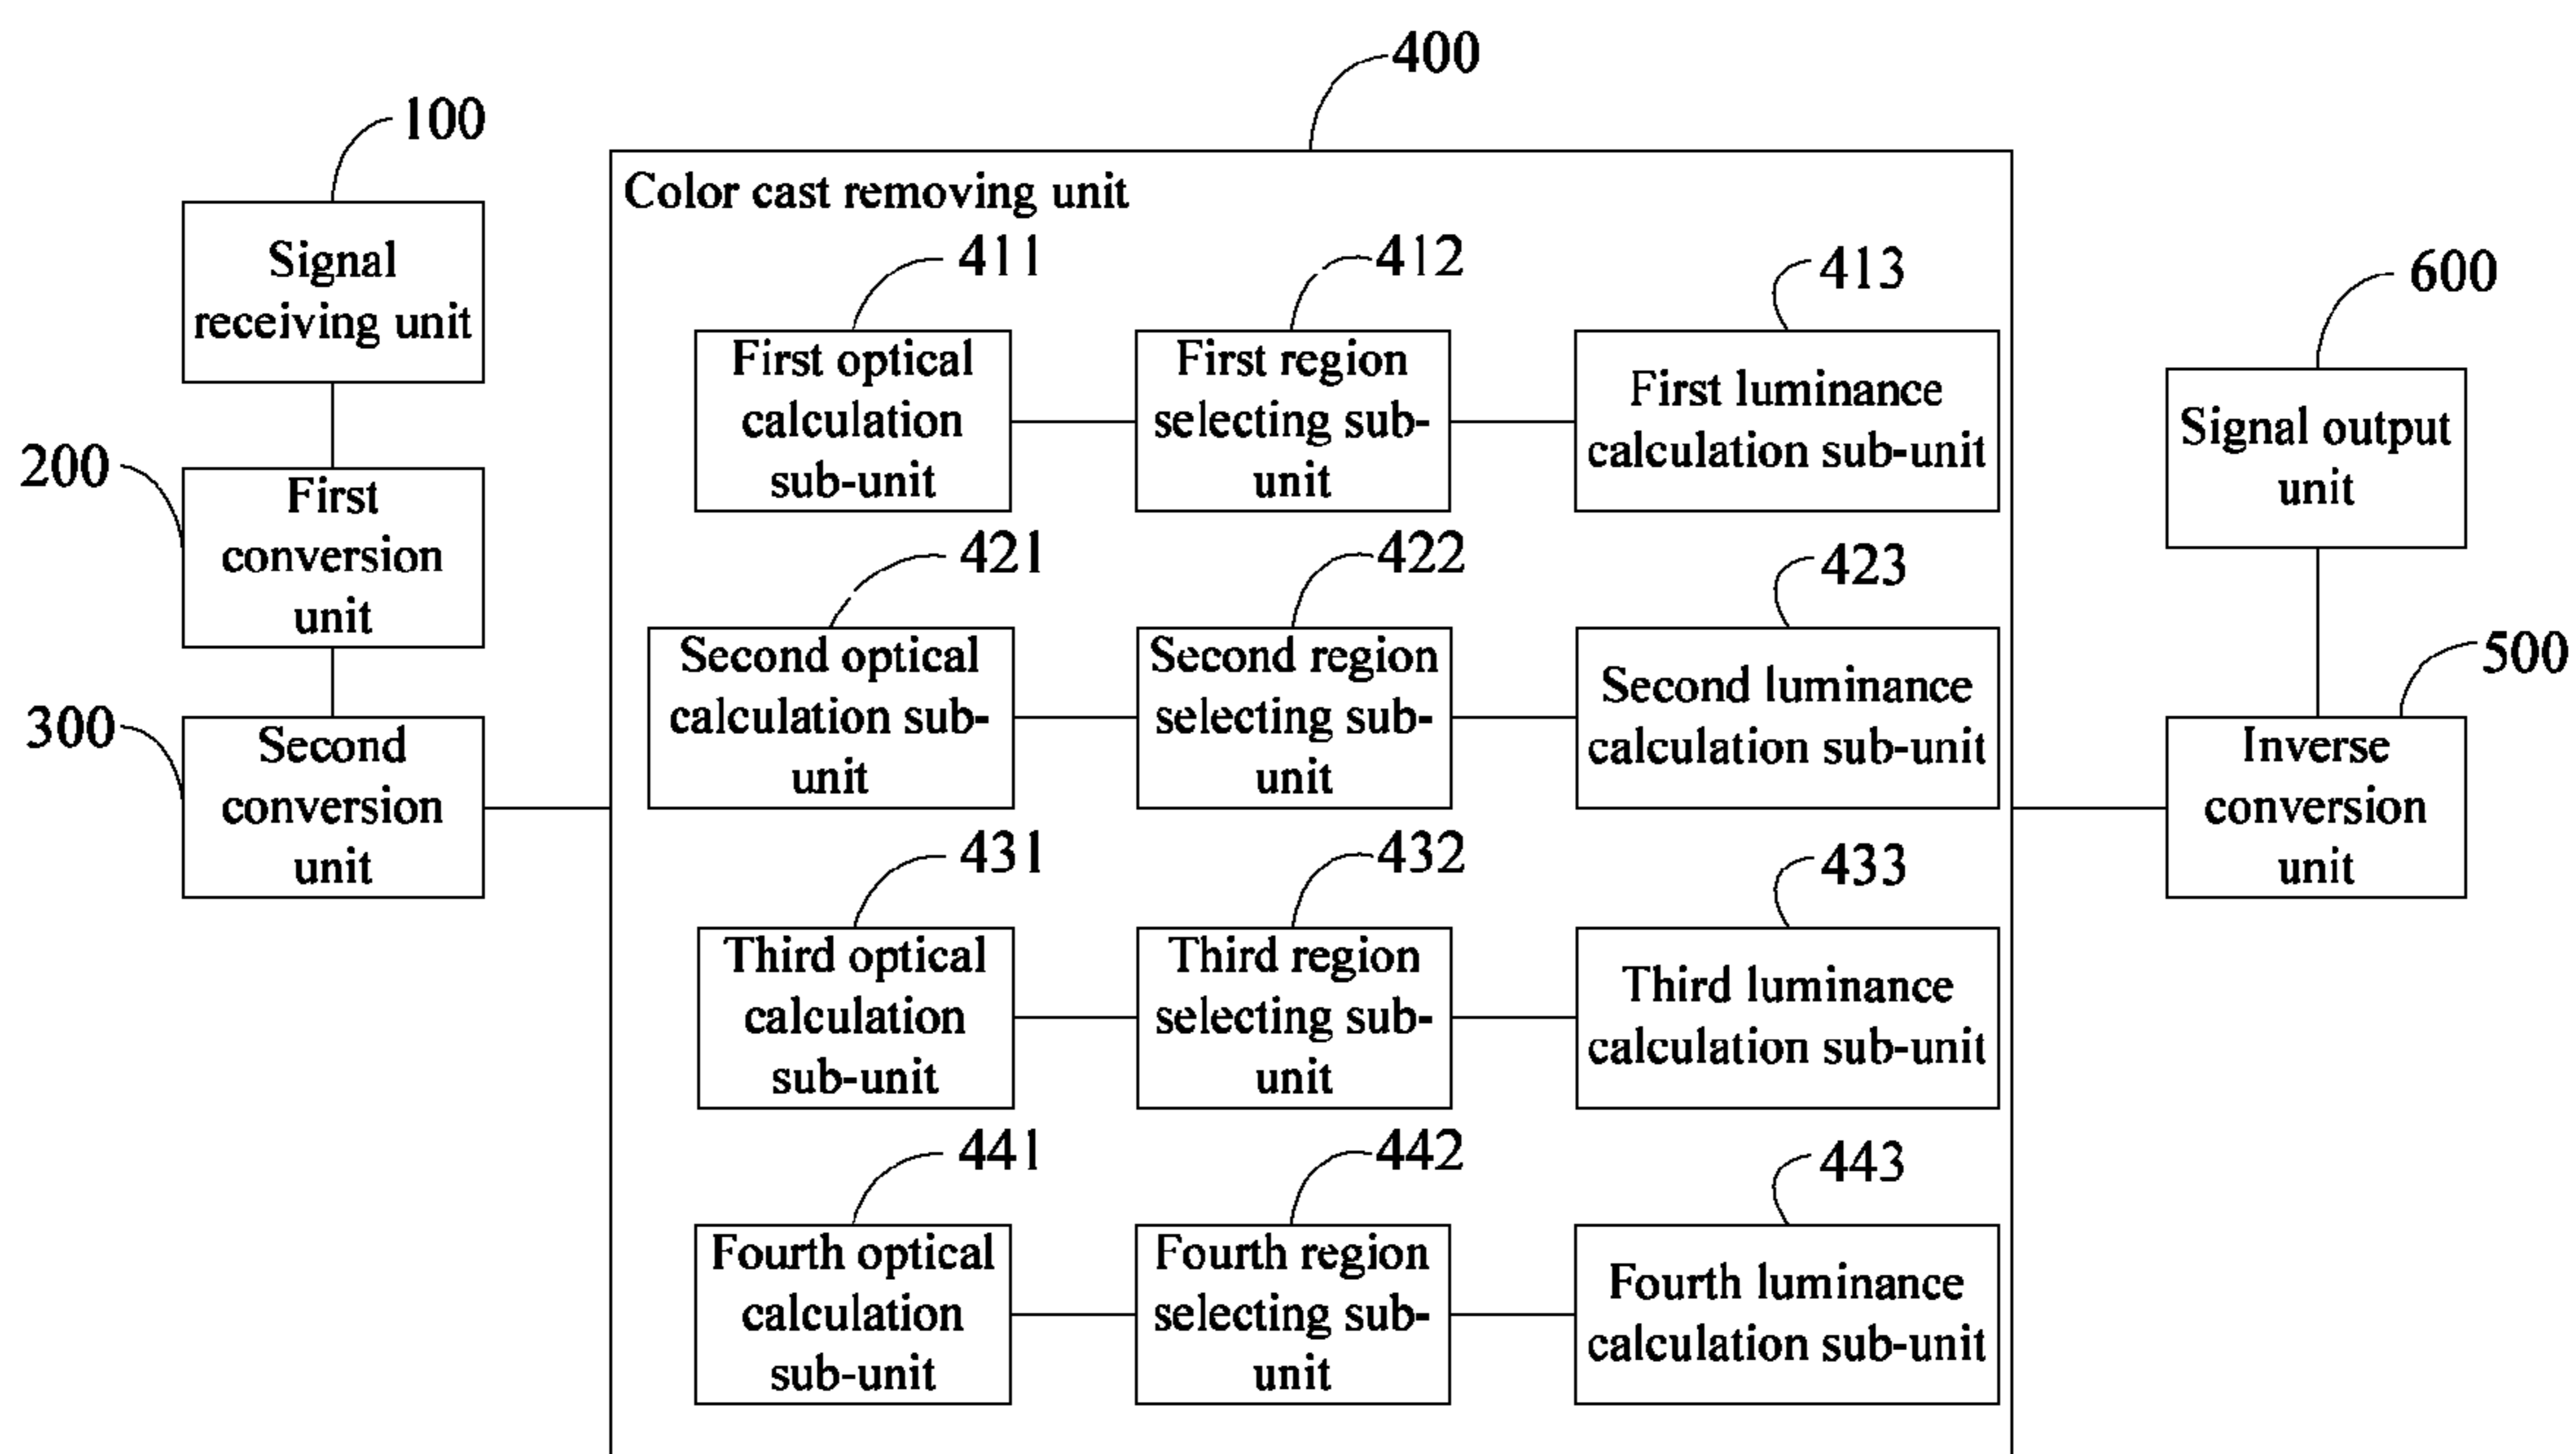 400
100
Color cast removing unit
Signal
receiving unit
411
412
413
600
First optical
calculation
sub-unit
First region
selecting sub-
unit
First luminance
calculation sub-unit
Signal output
unit
200
First
conversion
unit
421
422
423
500
Second optical
calculation sub-
unit
Second region
selecting sub-
unit
Second luminance
calculation sub-unit
300
Second
conversion
unit
Inverse
conversion
unit
431
432
433
Third optical
calculation
sub-unit
Third region
selecting sub-
unit
Third luminance
calculation sub-unit
441
442
443
Fourth optical
calculation
sub-unit
Fourth region
selecting sub-
unit
Fourth luminance
calculation sub-unit